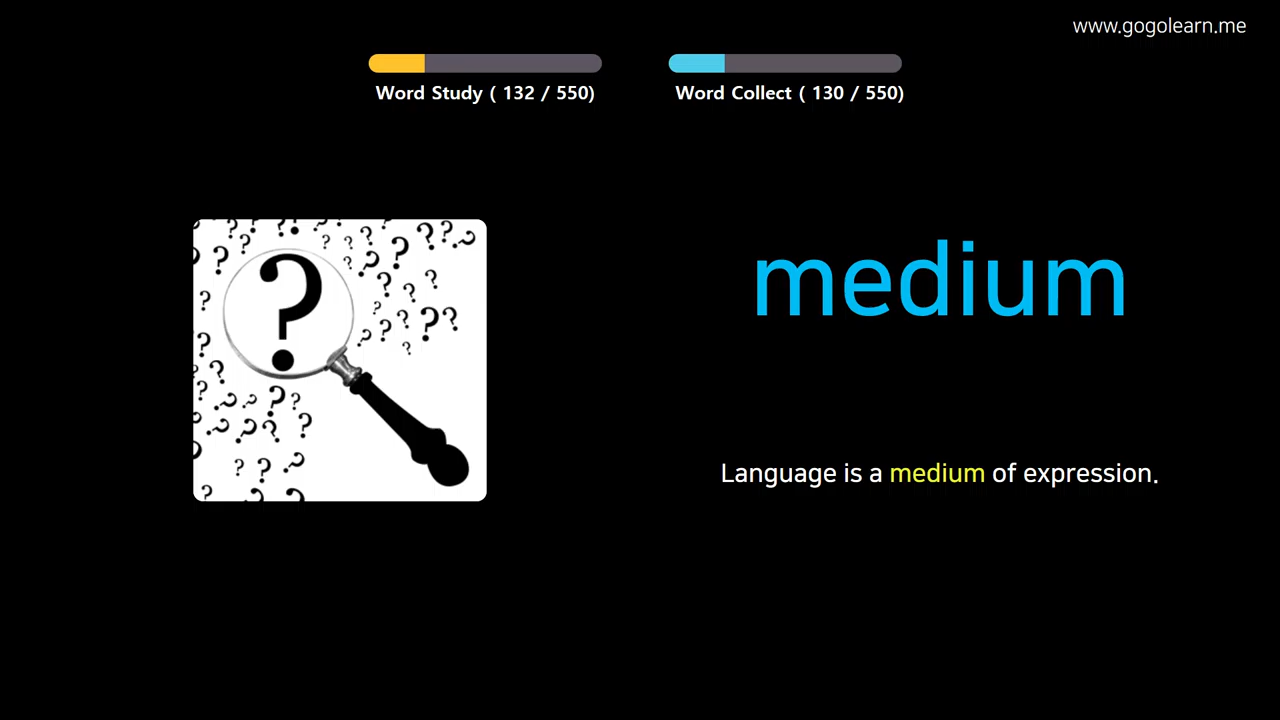 www.gogolearn.me
Word Study ( 132 / 550)
Word Collect ( 130 / 550)
medium
Language is a medium of expression.